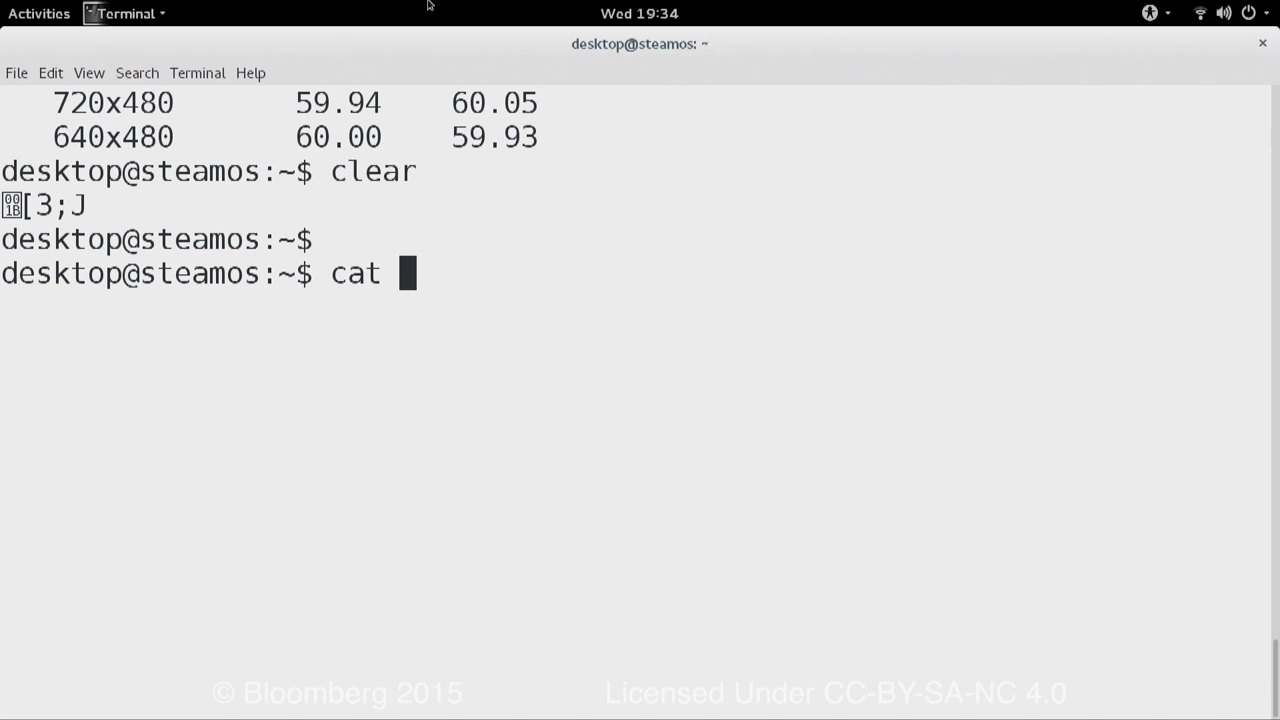 Activities Terminal Wed 19:34
desktop@steamos: ~ ×
File Edit View Search Terminal Help
720x480 59.94 60.05
640x480 60.00 59.93
desktop@steamos:~$ clear
001B[3;J
desktop@steamos:~$
desktop@steamos:~$ cat
© Bloomberg 2015 Licensed Under CC-BY-SA-NC 4.0